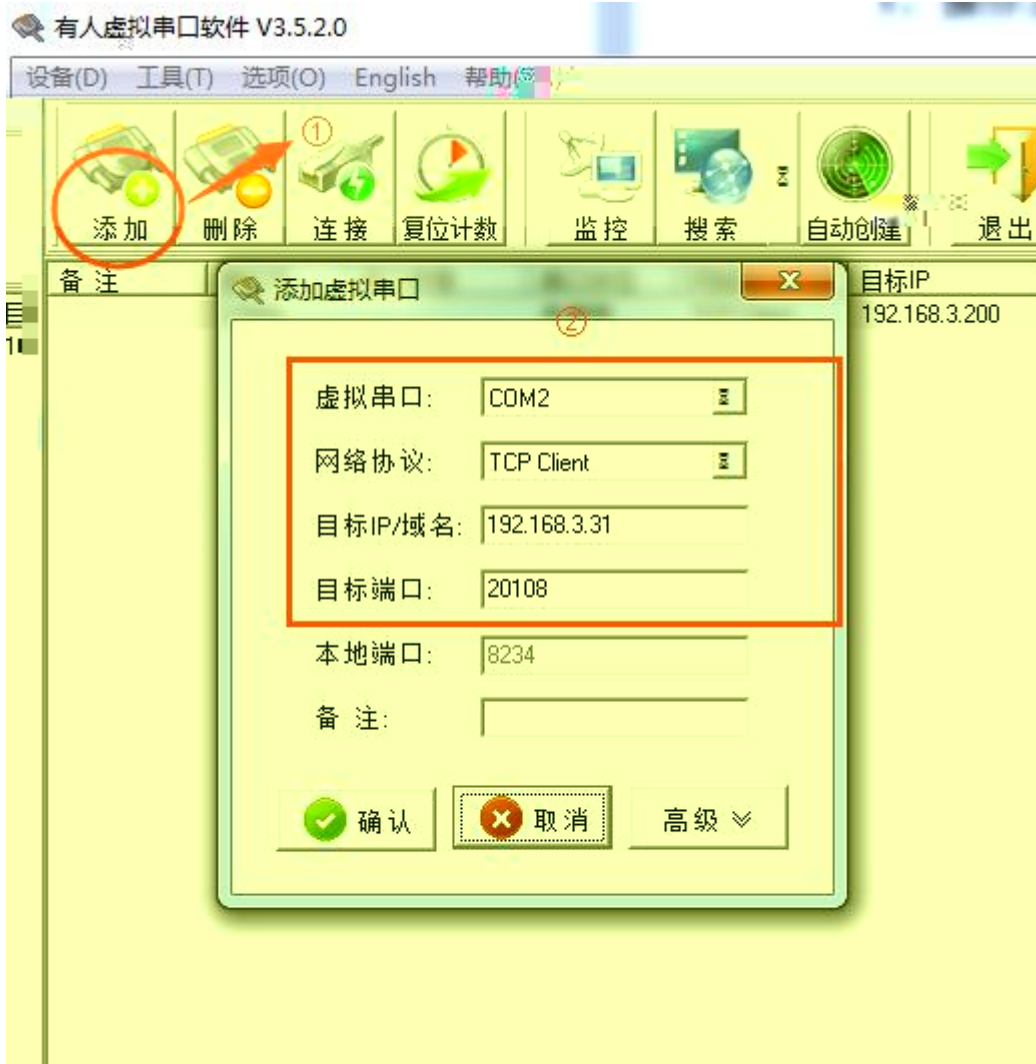 有人虚拟串口软件 V3.5.2.0
设备(D) 工具(T) 选项(O) English 帮助(
①
添加 删除 连接 复位计数 监控 搜索 自动创建 退出
备注 目标IP
添加虚拟串口
192.168.3.200
②
虚拟串口: COM2
网络协议: TCP Client
目标IP/域名: 192.168.3.31
目标端口: 20108
本地端口: 8234
备 注:
确认 取消 高级